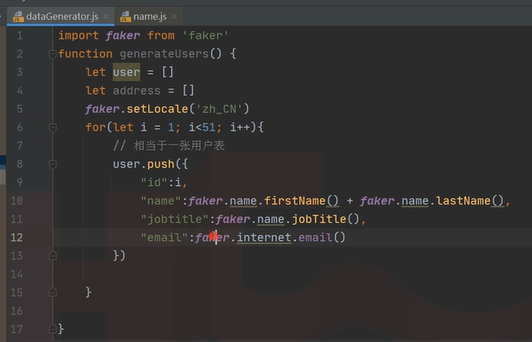 dataGenerator.js
name.js
1 import faker from 'faker'
2 function generateUsers() {
3 let user = []
4 let address = []
5 faker.setLocale('zh_CN')
6 for(let i = 1; i<51; i++){
7 // 相当于一张用户表
8 user.push({
9 "id":i,
10 "name":faker.name.firstName() + faker.name.lastName(),
11 "jobtitle":faker.name.jobTitle(),
12 "email":faker.internet.email()
13 })
14
15 }
16
17 }